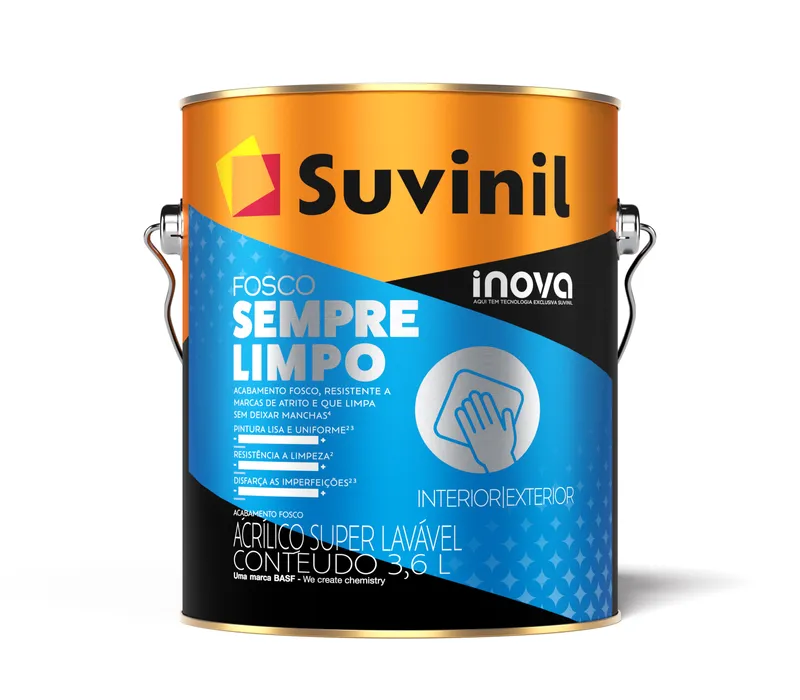 Suvinil
inova
AQUI TEM TECNOLOGIA EXCLUSIVA SUVINIL
FOSCO
SEMPRE
LIMPO
ACABAMENTO FOSCO, RESISTENTE A
MARCAS DE ATRITO E QUE LIMPA
SEM DEIXAR MANCHAS⁴
PINTURA LISA E UNIFORME²³
- +
RESISTÊNCIA A LIMPEZA²
- +
DISFARÇA AS IMPERFEIÇÕES²³
- +
INTERIOR|EXTERIOR
ACABAMENTO FOSCO
ACRÍLICO SUPER LAVÁVEL
CONTEÚDO 3,6 L
Uma marca BASF - We create chemistry